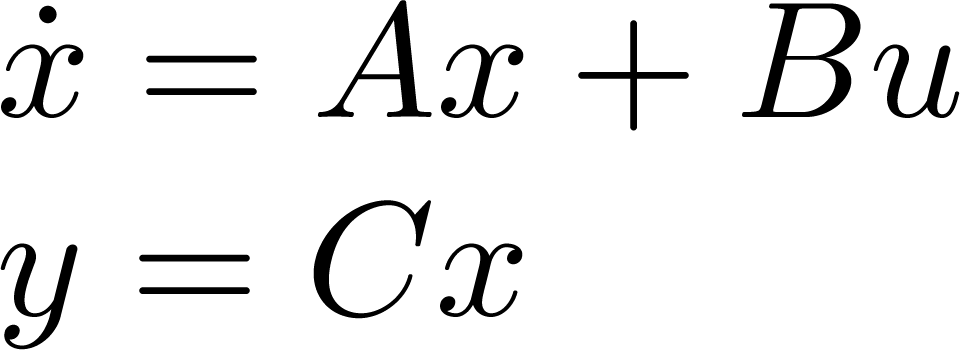 ẋ = Ax + Bu
y = Cx